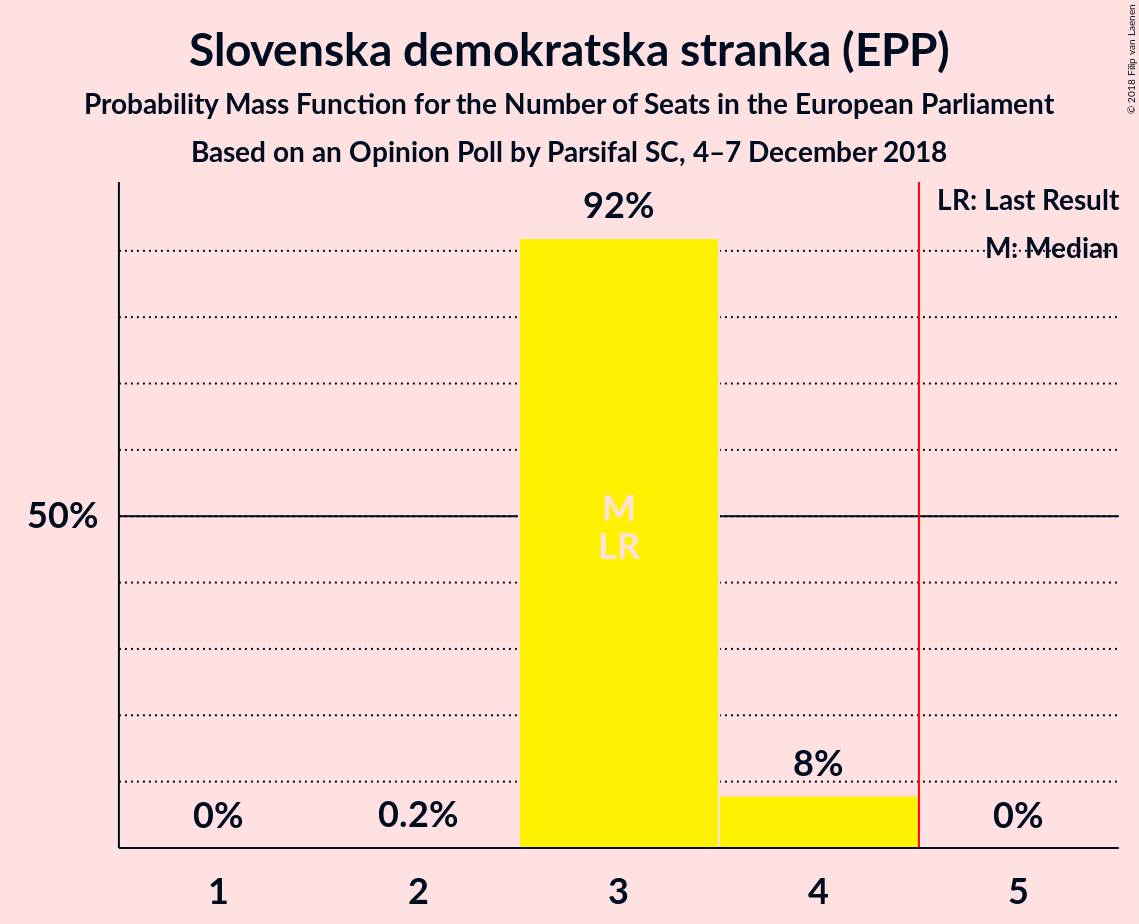 Slovenska demokratska stranka (EPP)
Probability Mass Function for the Number of Seats in the European Parliament
Based on an Opinion Poll by Parsifal SC, 4–7 December 2018
© 2018 Filip van Laenen
LR: Last Result
M: Median
92%
50%
M
LR
8%
0%
0.2%
0%
1
2
3
4
5